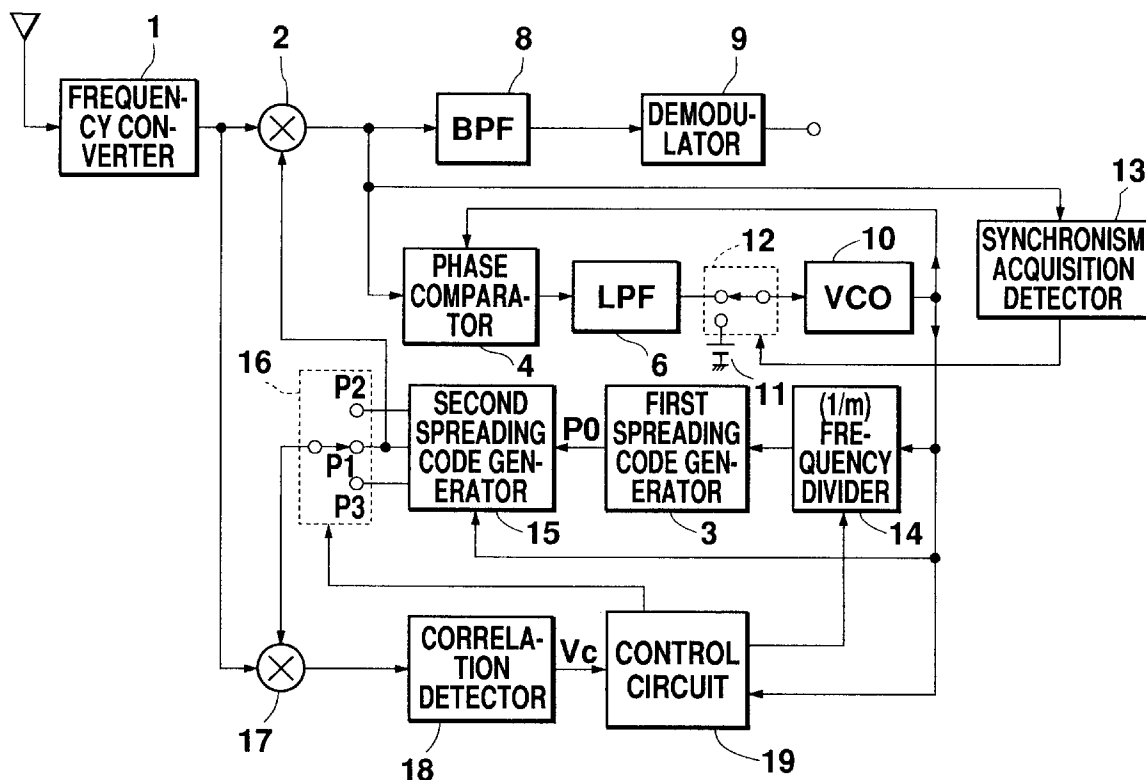 1
FREQUEN-
CY CON-
VERTER
2
8
BPF
9
DEMODU-
LATOR
13
SYNCHRONISM
ACQUISITION
DETECTOR
PHASE
COMPARA-
TOR
4
LPF
6
12
11
10
VCO
16
P2
P1
P3
SECOND
SPREADING
CODE GEN-
ERATOR
15
P0
FIRST
SPREADING
CODE GEN-
ERATOR
3
(1/m)
FRE-
QUENCY
DIVIDER
14
17
CORRELA-
TION
DETECTOR
18
Vc
CONTROL
CIRCUIT
19